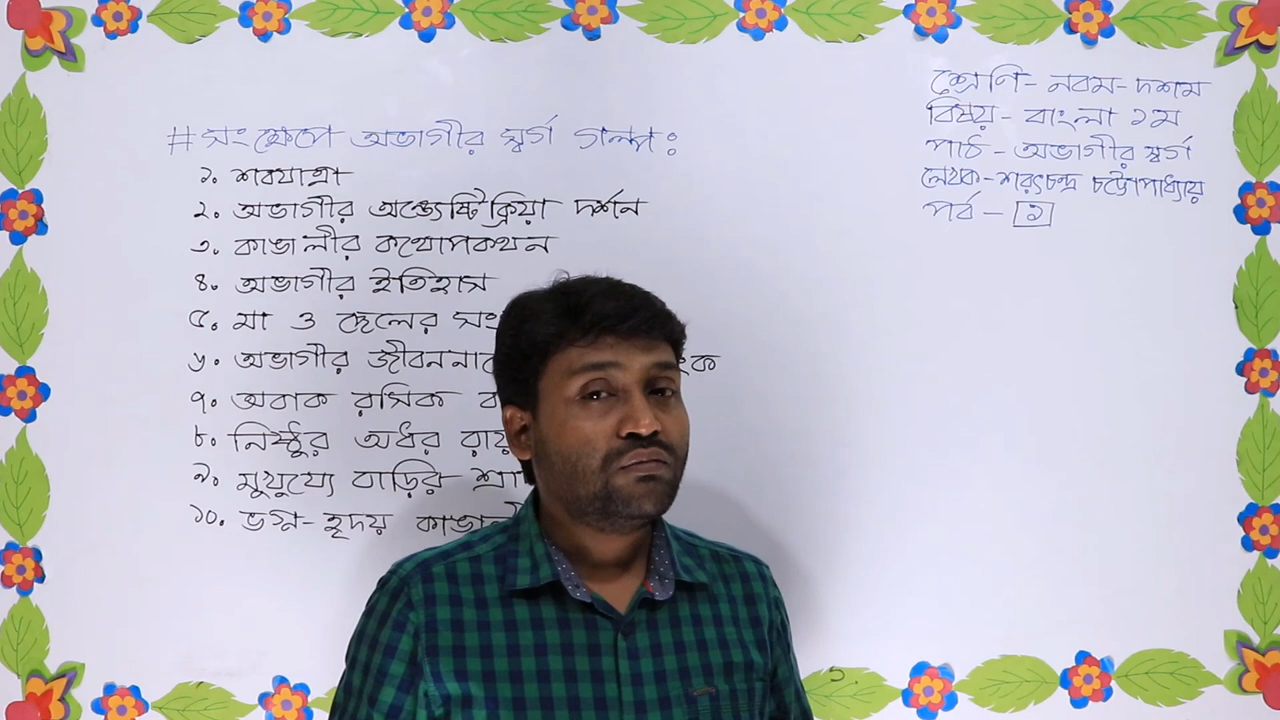 # সংক্ষেপে অভাগীর স্বর্গ গল্প :
১. শবযাত্রা
২. অভাগীর অন্ত্যেষ্টিক্রিয়া দর্শন
৩. কাঙালীর কথোপকথন
৪. অভাগীর ইতিহাস
৫. মা ও ছেলের
৬. অভাগীর
৭. অবাক রসিক
৮. নিষ্ঠুর অধর রায়
৯. মুখুয্যে বাড়ির
১০. ভগ্ন-হৃদয়
শ্রেণি - নবম - দশম
বিষয় - বাংলা ১ম
পাঠ - অভাগীর স্বর্গ
লেখক - শরৎচন্দ্র চট্টোপাধ্যায়
পর্ব - ১